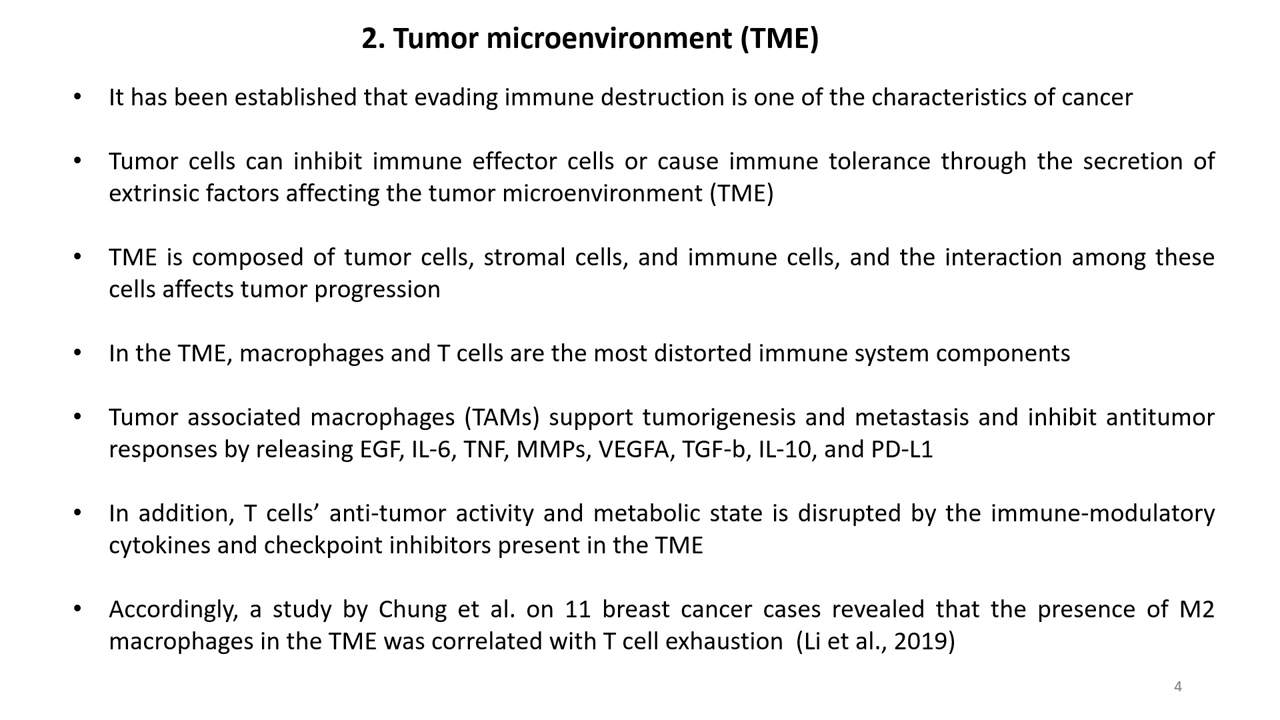 2. Tumor microenvironment (TME)
• It has been established that evading immune destruction is one of the characteristics of cancer
• Tumor cells can inhibit immune effector cells or cause immune tolerance through the secretion of
extrinsic factors affecting the tumor microenvironment (TME)
• TME is composed of tumor cells, stromal cells, and immune cells, and the interaction among these
cells affects tumor progression
• In the TME, macrophages and T cells are the most distorted immune system components
• Tumor associated macrophages (TAMs) support tumorigenesis and metastasis and inhibit antitumor
responses by releasing EGF, IL-6, TNF, MMPs, VEGFA, TGF-b, IL-10, and PD-L1
• In addition, T cells’ anti-tumor activity and metabolic state is disrupted by the immune-modulatory
cytokines and checkpoint inhibitors present in the TME
• Accordingly, a study by Chung et al. on 11 breast cancer cases revealed that the presence of M2
macrophages in the TME was correlated with T cell exhaustion (Li et al., 2019)
4